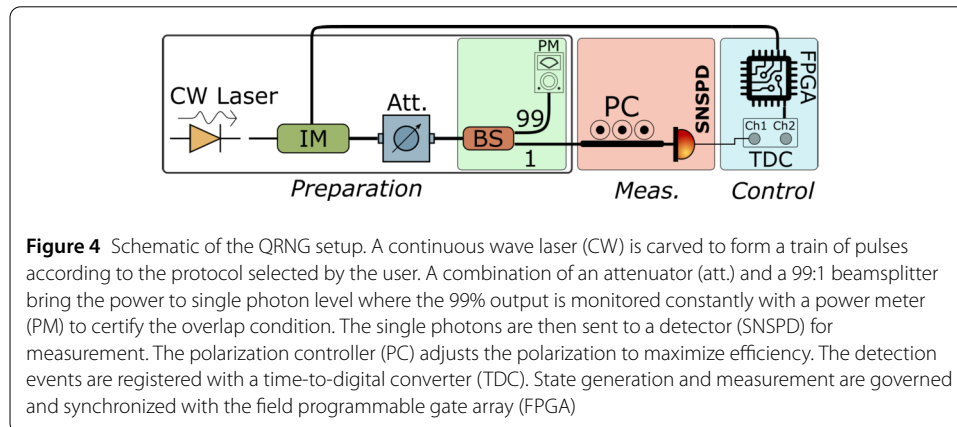 CW Laser
IM
Att.
BS
PM
99
1
Preparation
PC
SNSPD
Meas.
FPGA
Ch1 Ch2
TDC
Control
Figure 4 Schematic of the QRNG setup. A continuous wave laser (CW) is carved to form a train of pulses
according to the protocol selected by the user. A combination of an attenuator (att.) and a 99:1 beamsplitter
bring the power to single photon level where the 99% output is monitored constantly with a power meter
(PM) to certify the overlap condition. The single photons are then sent to a detector (SNSPD) for
measurement. The polarization controller (PC) adjusts the polarization to maximize efficiency. The detection
events are registered with a time-to-digital converter (TDC). State generation and measurement are governed
and synchronized with the field programmable gate array (FPGA)